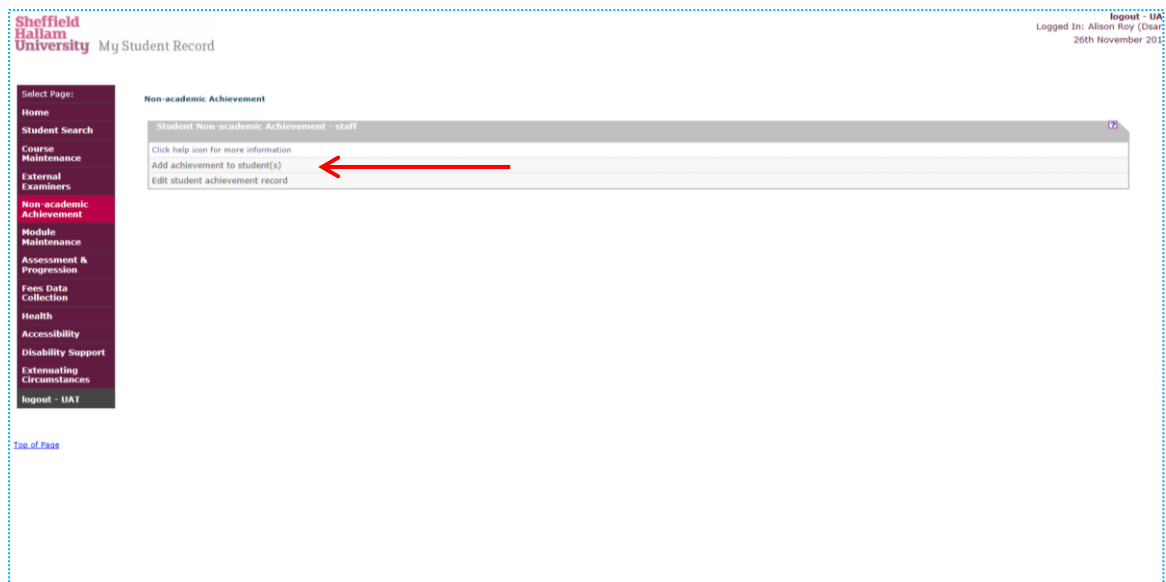 Sheffield
Hallam
University My Student Record
logout - UA
Logged In: Alison Roy (Dsar
26th November 201
Select Page:
Home
Student Search
Course
Maintenance
External
Examiners
Non-academic
Achievement
Module
Maintenance
Assessment &
Progression
Fees Data
Collection
Health
Accessibility
Disability Support
Extenuating
Circumstances
logout - UAT
Top of Page
Non-academic Achievement
Student Non-academic Achievement - staff
?
Click help icon for more information
Add achievement to student(s)
Edit student achievement record